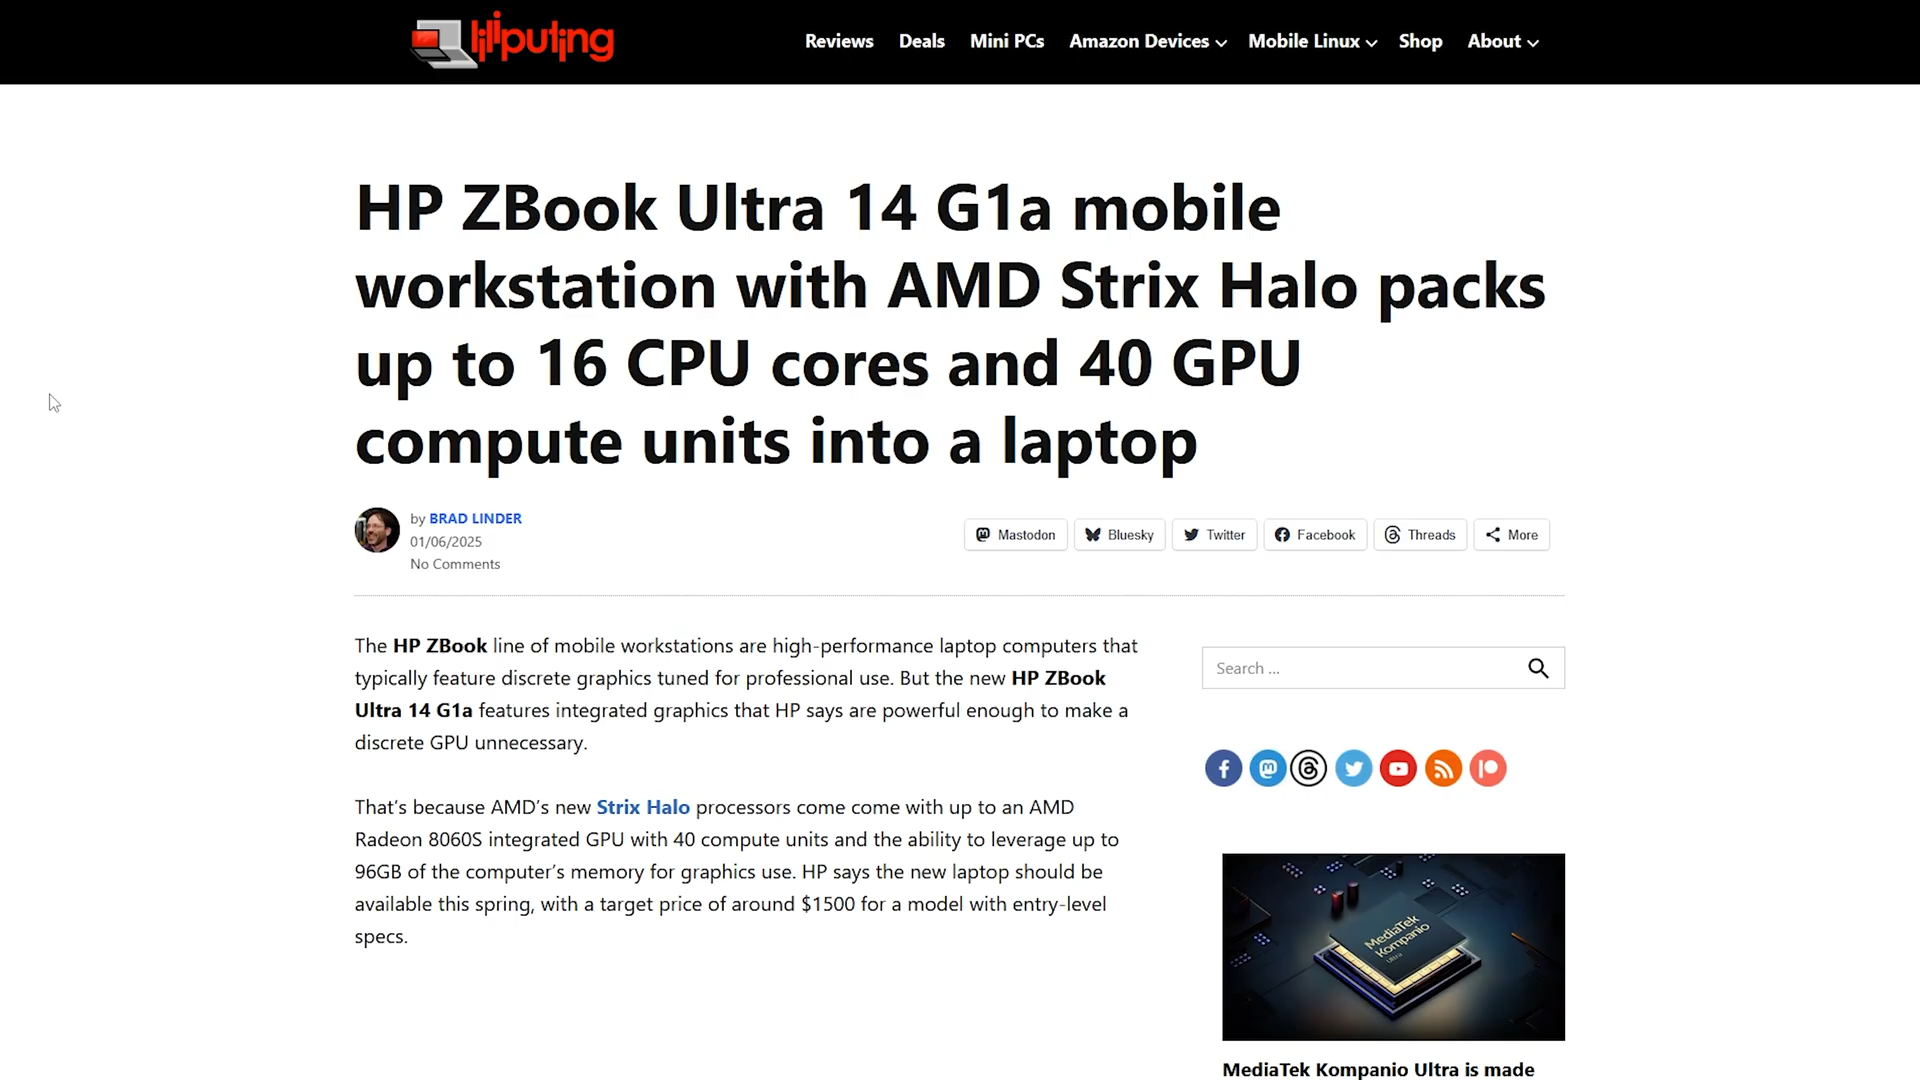 liliputing
Reviews Deals Mini PCs Amazon Devices Mobile Linux Shop About
HP ZBook Ultra 14 G1a mobile
workstation with AMD Strix Halo packs
up to 16 CPU cores and 40 GPU
compute units into a laptop
by BRAD LINDER
01/06/2025
No Comments
Mastodon Bluesky Twitter Facebook Threads More
The HP ZBook line of mobile workstations are high-performance laptop computers that
typically feature discrete graphics tuned for professional use. But the new HP ZBook
Ultra 14 G1a features integrated graphics that HP says are powerful enough to make a
discrete GPU unnecessary.
That's because AMD's new Strix Halo processors come come with up to an AMD
Radeon 8060S integrated GPU with 40 compute units and the ability to leverage up to
96GB of the computer's memory for graphics use. HP says the new laptop should be
available this spring, with a target price of around $1500 for a model with entry-level
specs.
Search ...
MediaTek
Kompanio
Ultra
MediaTek Kompanio Ultra is made